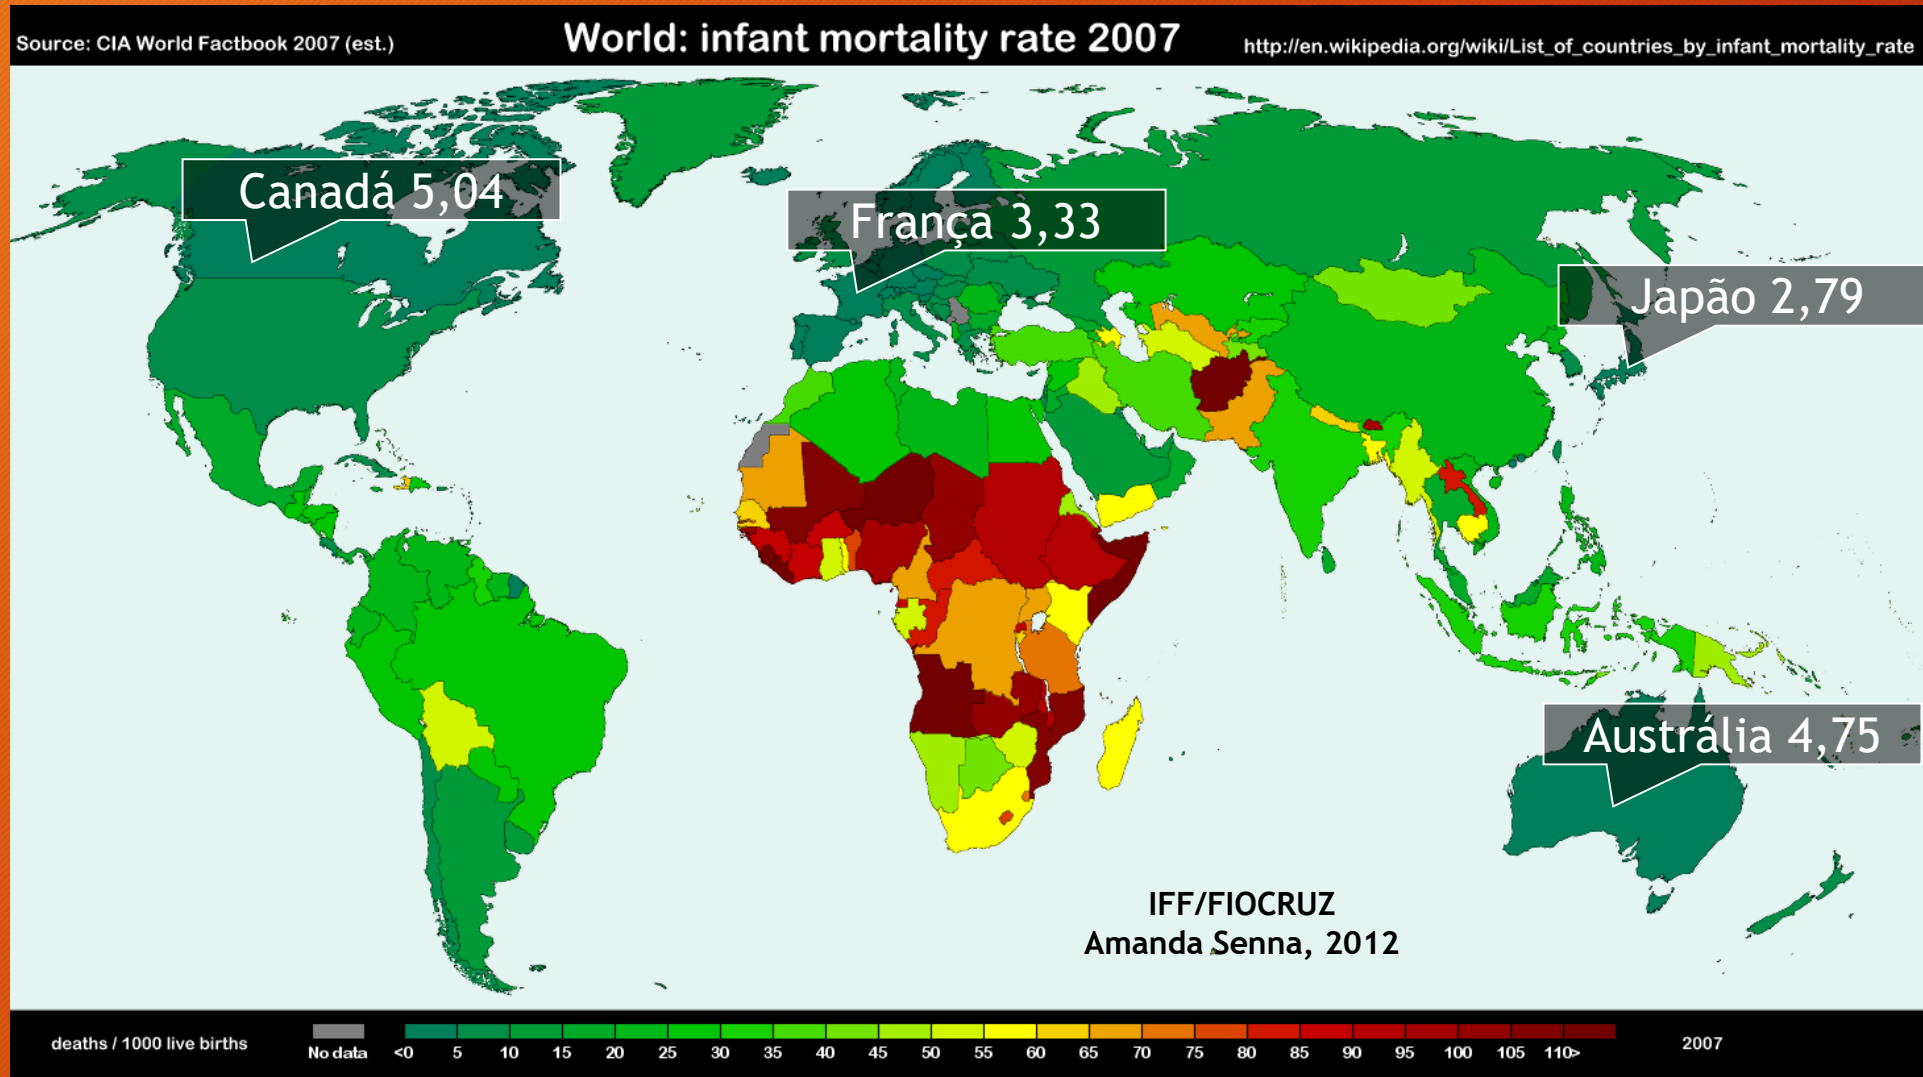 Source: CIA World Factbook 2007 (est.)
World: infant mortality rate 2007
http://en.wikipedia.org/wiki/List_of_countries_by_infant_mortality_rate
Canadá 5,04
França 3,33
Japão 2,79
Austrália 4,75
IFF/FIOCRUZ
Amanda Senna, 2012
deaths / 1000 live births
No data <0 5 10 15 20 25 30 35 40 45 50 55 60 65 70 75 80 85 90 95 100 105 110>
2007